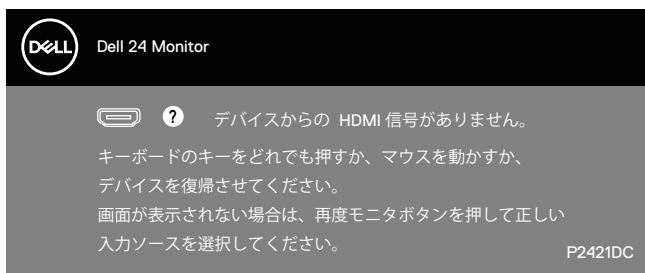 DELL Dell 24 Monitor
? デバイスからの HDMI 信号がありません。
キーボードのキーをどれでも押すか、マウスを動かすか、
デバイスを復帰させてください。
画面が表示されない場合は、再度モニタボタンを押して正しい
入力ソースを選択してください。
P2421DC